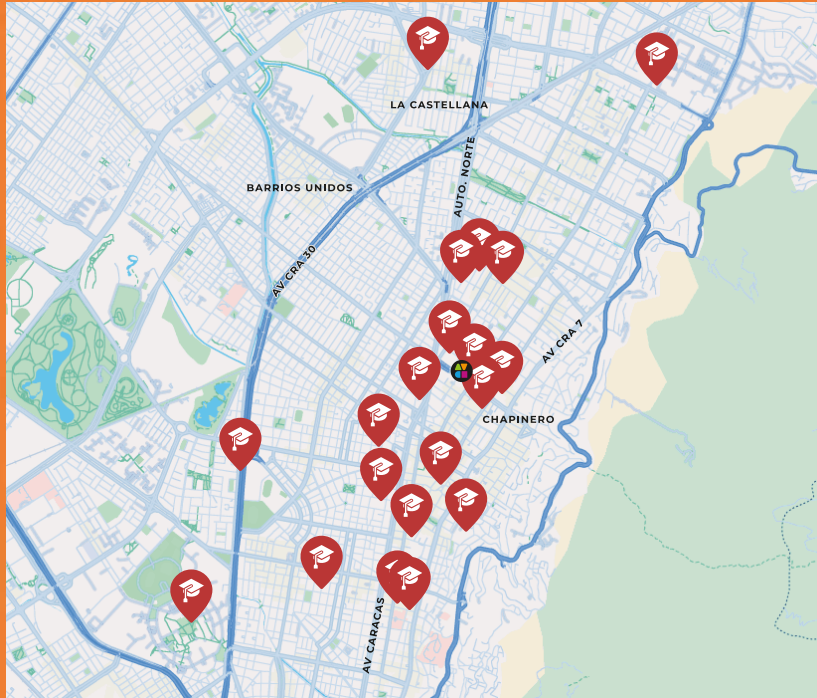 LA CASTELLANA
AUTO. NORTE
BARRIOS UNIDOS
AV CRA 30
AV CRA 7
CHAPINERO
AV CARACAS